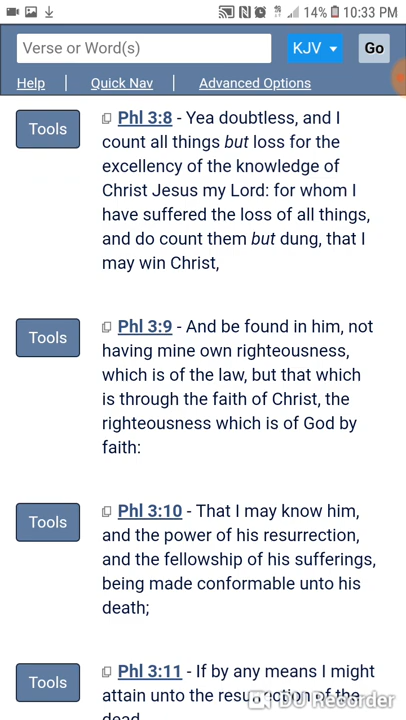 14% 10:33 PM
Verse or Word(s) KJV Go
Help | Quick Nav | Advanced Options
Tools
Phl 3:8 - Yea doubtless, and I
count all things but loss for the
excellency of the knowledge of
Christ Jesus my Lord: for whom I
have suffered the loss of all things,
and do count them but dung, that I
may win Christ,
Tools
Phl 3:9 - And be found in him, not
having mine own righteousness,
which is of the law, but that which
is through the faith of Christ, the
righteousness which is of God by
faith:
Tools
Phl 3:10 - That I may know him,
and the power of his resurrection,
and the fellowship of his sufferings,
being made conformable unto his
death;
Tools
Phl 3:11 - If by any means I might
attain unto the resurrection of the
dead
DU Recorder